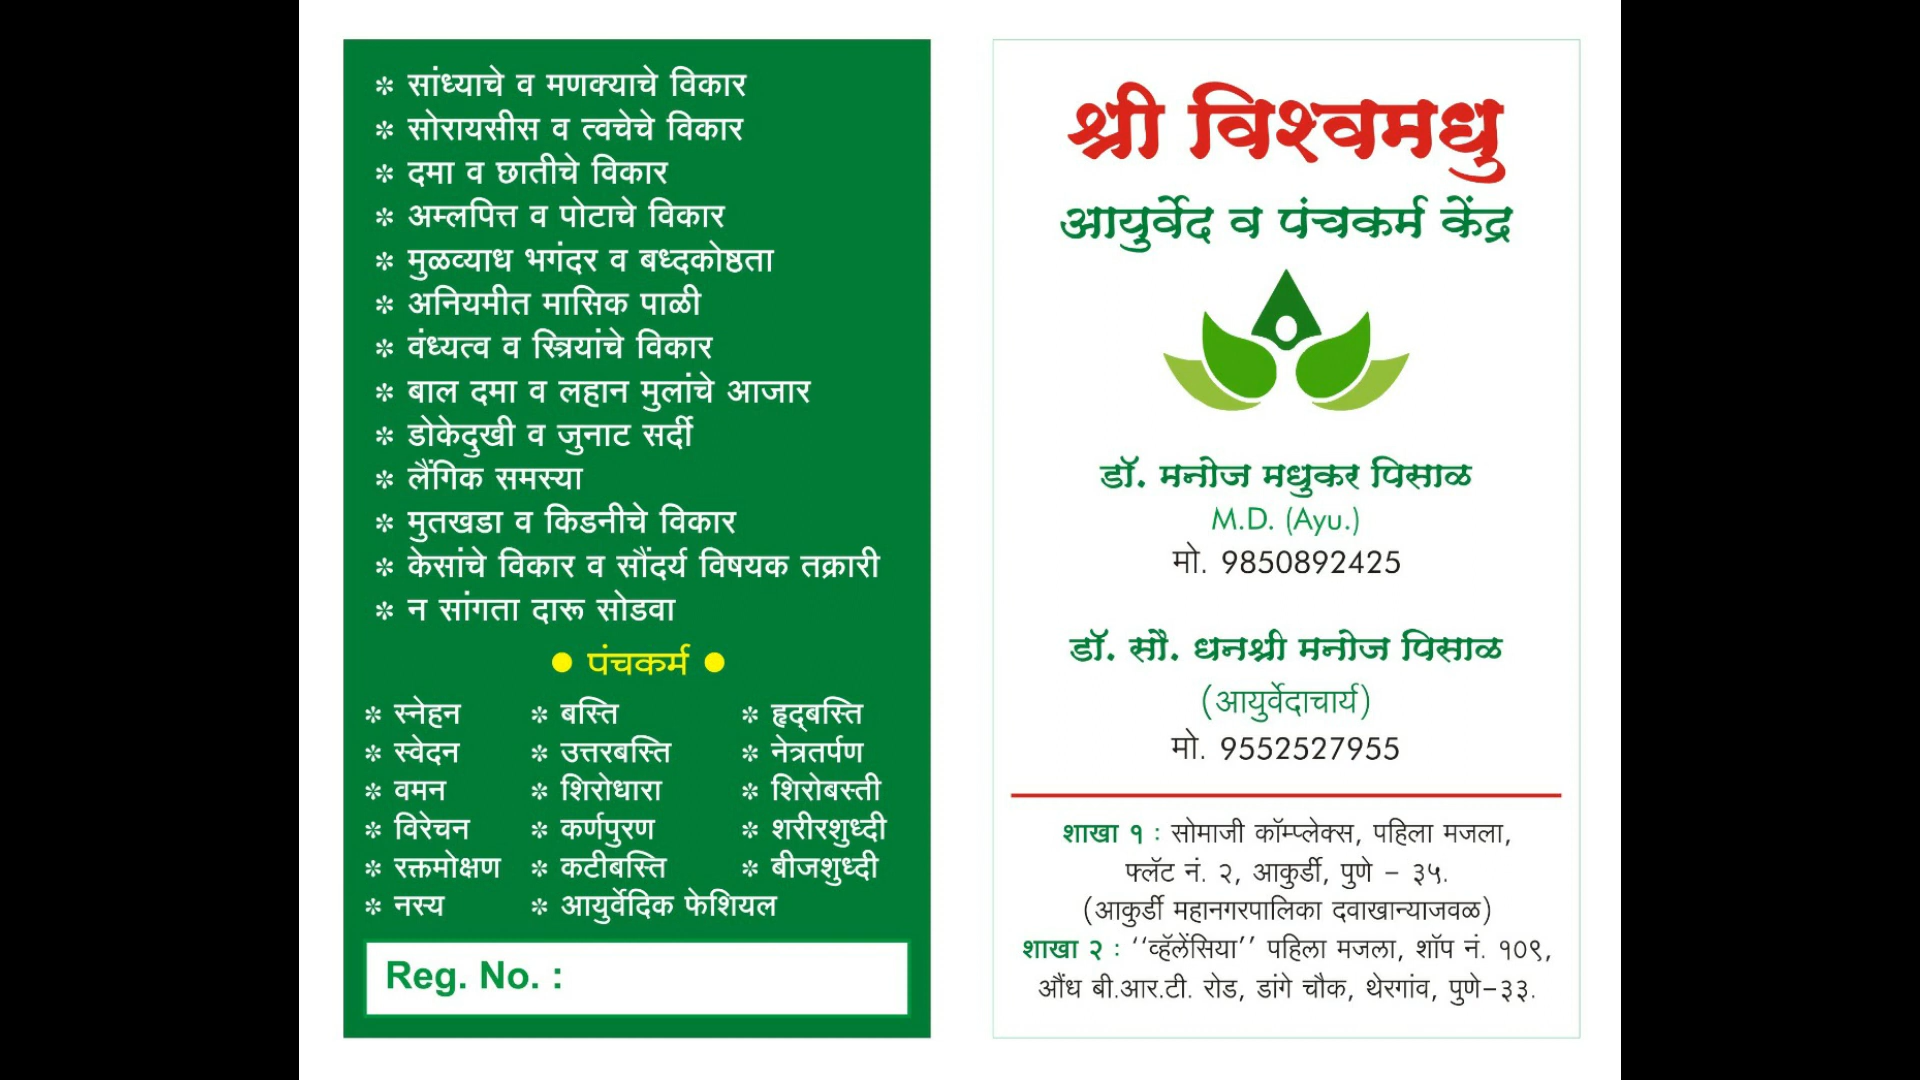 ✻ सांध्याचे व मणक्याचे विकार
✻ सोरायसीस व त्वचेचे विकार
✻ दमा व छातीचे विकार
✻ अम्लपित्त व पोटाचे विकार
✻ मुळव्याध भगंदर व बध्दकोष्ठता
✻ अनियमीत मासिक पाळी
✻ वंध्यत्व व स्त्रियांचे विकार
✻ बाल दमा व लहान मुलांचे आजार
✻ डोकेदुखी व जुनाट सर्दी
✻ लैंगिक समस्या
✻ मुतखडा व किडनीचे विकार
✻ केसांचे विकार व सौंदर्य विषयक तक्रारी
✻ न सांगता दारू सोडवा
● पंचकर्म ●
✻ स्नेहन ✻ बस्ति ✻ हृद्बस्ति
✻ स्वेदन ✻ उत्तरबस्ति ✻ नेत्रतर्पण
✻ वमन ✻ शिरोधारा ✻ शिरोबस्ती
✻ विरेचन ✻ कर्णपुरण ✻ शरीरशुध्दी
✻ रक्तमोक्षण ✻ कटीबस्ति ✻ बीजशुध्दी
✻ नस्य ✻ आयुर्वेदिक फेशियल
Reg. No. :
श्री विश्वमधु
आयुर्वेद व पंचकर्म केंद्र
डॉ. मनोज मधुकर पिसाळ
M.D. (Ayu.)
मो. 9850892425
डॉ. सौ. धनश्री मनोज पिसाळ
(आयुर्वेदाचार्य)
मो. 9552527955
शाखा १ : सोमाजी कॉम्प्लेक्स, पहिला मजला,
फ्लॅट नं. २, आकुर्डी, पुणे - ३५.
(आकुर्डी महानगरपालिका दवाखान्याजवळ)
शाखा २ : ‘‘व्हॅलेंसिया’’ पहिला मजला, शॉप नं. १०९,
औंध बी.आर.टी. रोड, डांगे चौक, थेरगांव, पुणे-३३.